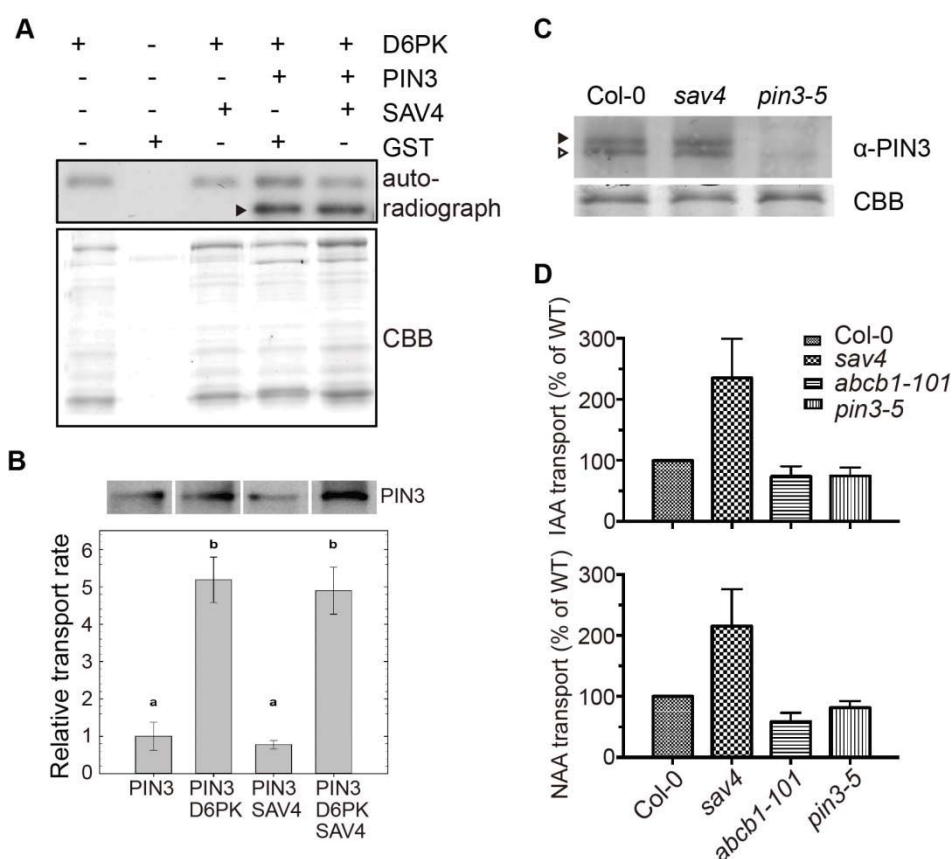 A
+ - + + + D6PK
- - - + + PIN3
- - + - + SAV4
- + - + - GST
auto-
radiograph
CBB
B
PIN3
Relative transport rate
6
5
4
3
2
1
0
b
b
a
a
PIN3 PIN3 PIN3 PIN3
D6PK SAV4 D6PK
SAV4
C
Col-0 sav4 pin3-5
α-PIN3
CBB
D
IAA transport (% of WT)
300
200
100
0
Col-0
sav4
abcb1-101
pin3-5
NAA transport (% of WT)
300
200
100
0
Col-0 sav4 abcb1-101 pin3-5